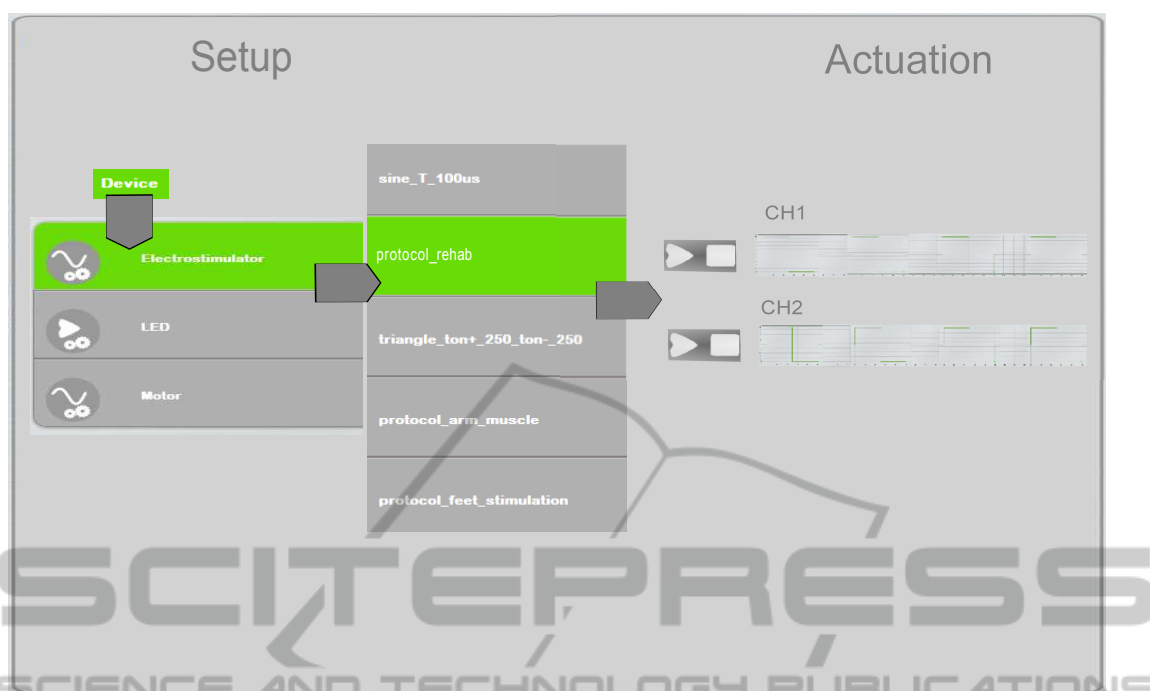 Setup
Actuation
Device
Electrostimulator
LED
Motor
sine_T_100us
protocol_rehab
triangle_ton+_250_ton-_250
protocol_arm_muscle
protocol_feet_stimulation
CH1
CH2
SCITEPRESS
SCIENCE AND TECHNOLOGY PUBLICATIONS